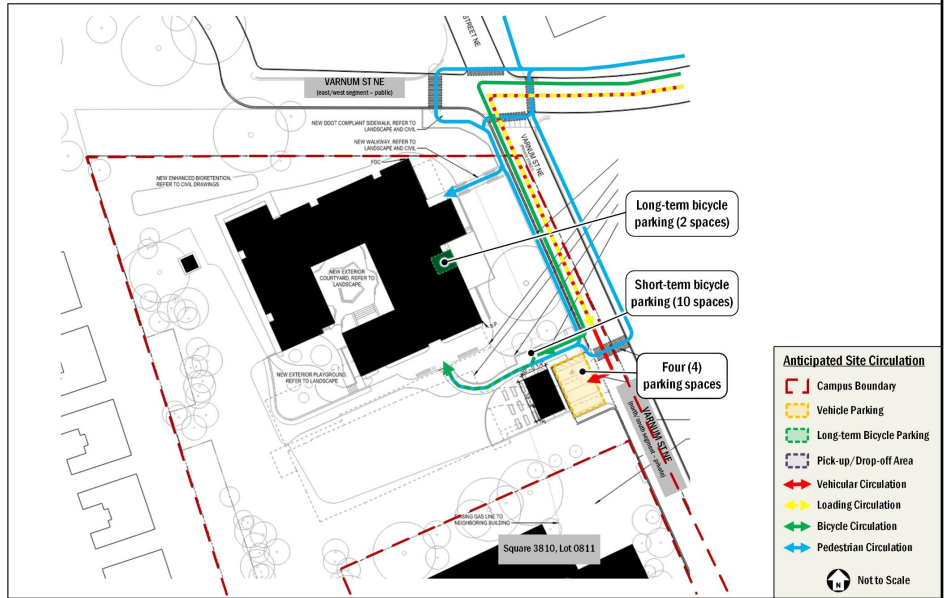 STREET NE
VARNUM ST NE
(east/west segment – public)
NEW DDOT COMPLIANT SIDEWALK, REFER TO
LANDSCAPE AND CIVIL
NEW WALKWAY, REFER TO
LANDSCAPE AND CIVIL
FDC
VARNUM ST NE
NEW ENHANCED BIORETENTION,
REFER TO CIVIL DRAWINGS
Long-term bicycle
parking (2 spaces)
NEW EXTERIOR
COURTYARD, REFER TO
LANDSCAPE
Short-term bicycle
parking (10 spaces)
B.P.
NEW EXTERIOR PLAYGROUND,
REFER TO LANDSCAPE
Four (4)
parking spaces
VARNUM ST NE
(north/south segment – private)
GAS LINE TO
NEIGHBORING BUILDING
Square 3810, Lot 0811
Anticipated Site Circulation
Campus Boundary
Vehicle Parking
Long-term Bicycle Parking
Pick-up/Drop-off Area
Vehicular Circulation
Loading Circulation
Bicycle Circulation
Pedestrian Circulation
N
Not to Scale